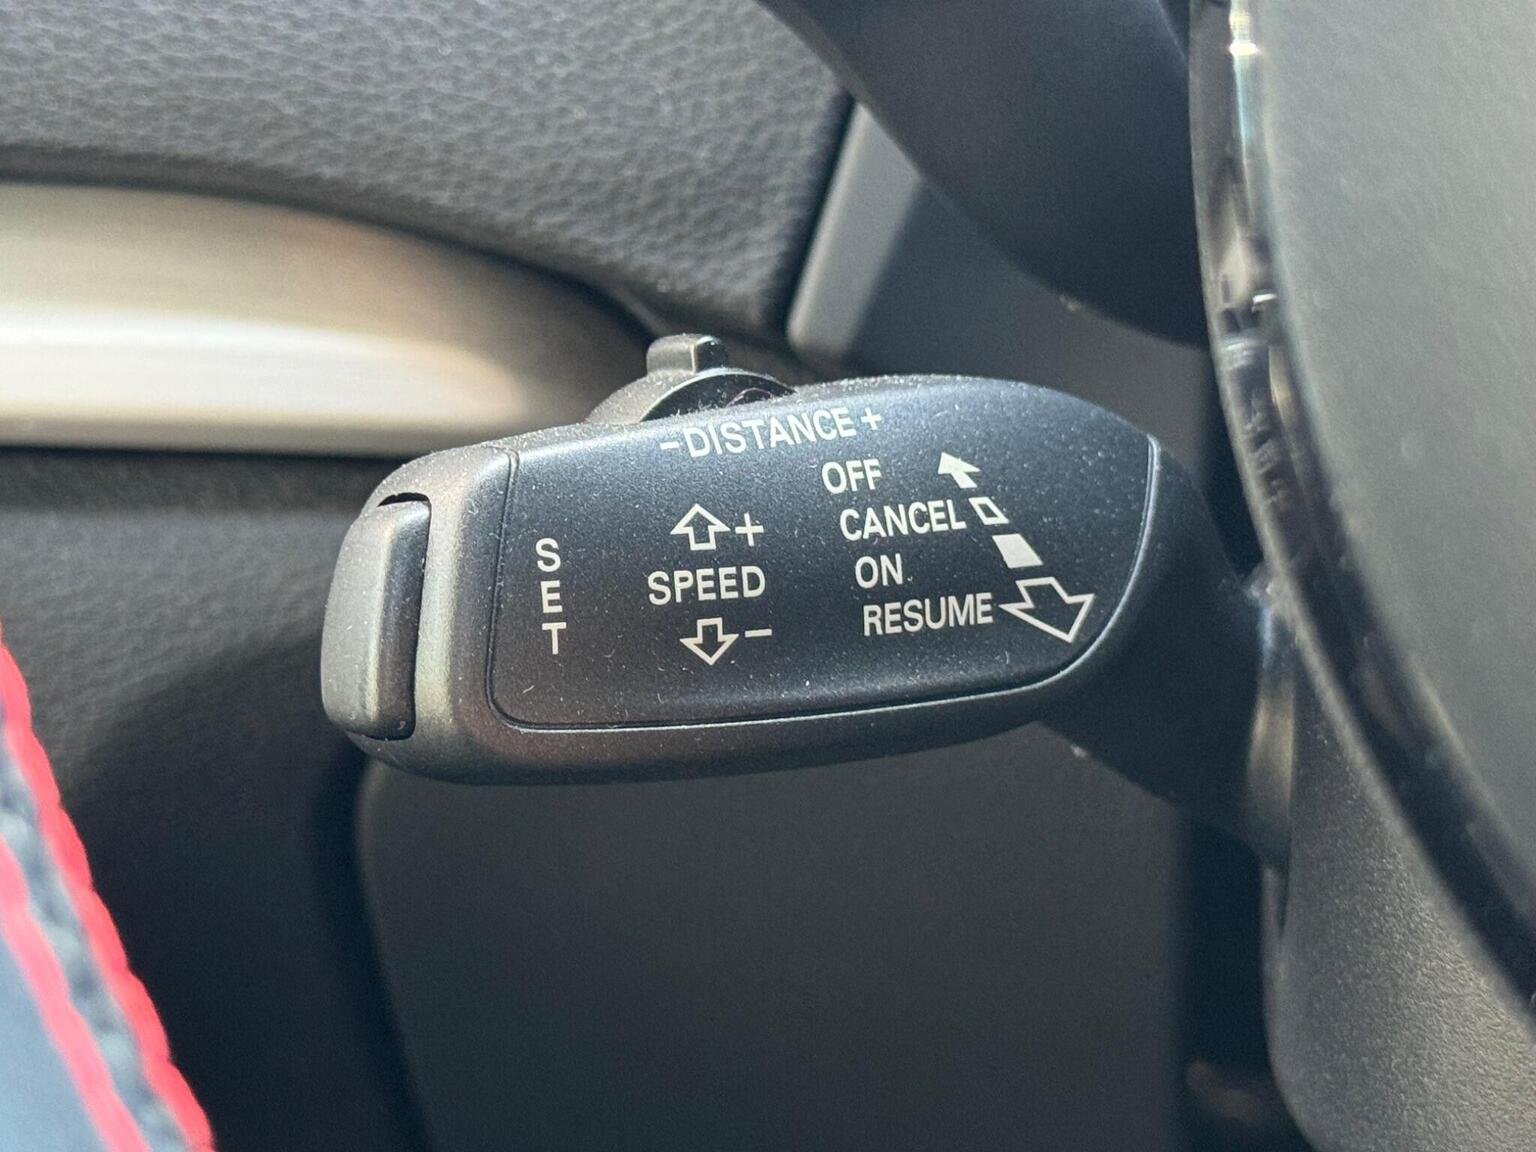 -DISTANCE+
OFF
CANCEL
ON
RESUME
+
SPEED
-
SET